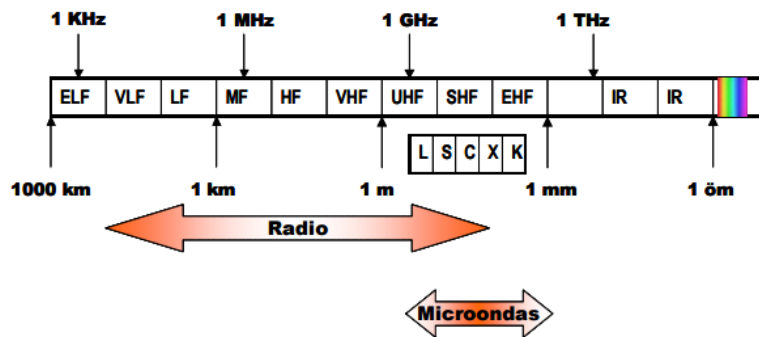 1 KHz 1 MHz 1 GHz 1 THz
ELF VLF LF MF HF VHF UHF SHF EHF IR IR
L S C X K
1000 km 1 km 1 m 1 mm 1 öm
Radio
Microondas